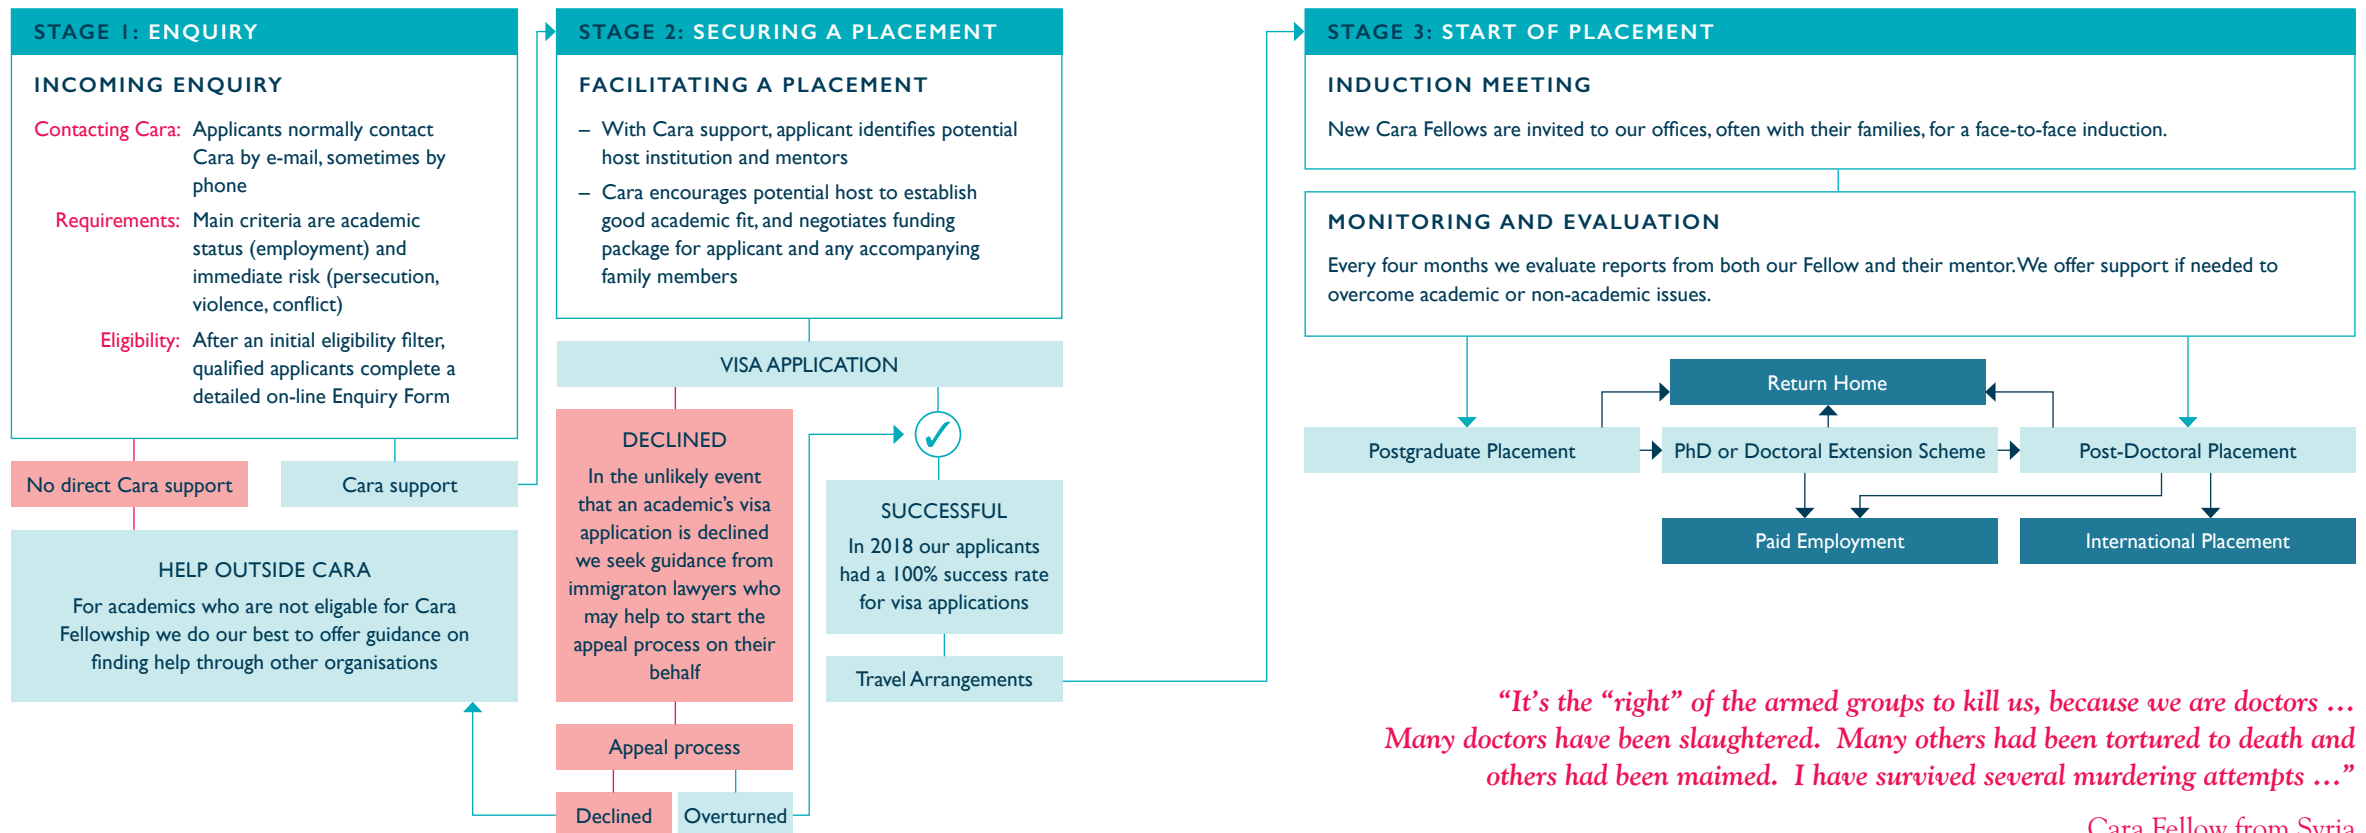 STAGE 1: ENQUIRY
INCOMING ENQUIRY
Contacting Cara: Applicants normally contact
Cara by e-mail, sometimes by
phone
Requirements: Main criteria are academic
status (employment) and
immediate risk (persecution,
violence, conflict)
Eligibility: After an initial eligibility filter,
qualified applicants complete a
detailed on-line Enquiry Form
No direct Cara support
Cara support
HELP OUTSIDE CARA
For academics who are not eligable for Cara
Fellowship we do our best to offer guidance on
finding help through other organisations
STAGE 2: SECURING A PLACEMENT
FACILITATING A PLACEMENT
– With Cara support, applicant identifies potential
host institution and mentors
– Cara encourages potential host to establish
good academic fit, and negotiates funding
package for applicant and any accompanying
family members
VISA APPLICATION
DECLINED
In the unlikely event
that an academic’s visa
application is declined
we seek guidance from
immigraton lawyers who
may help to start the
appeal process on their
behalf
Appeal process
Declined
Overturned
✓
SUCCESSFUL
In 2018 our applicants
had a 100% success rate
for visa applications
Travel Arrangements
STAGE 3: START OF PLACEMENT
INDUCTION MEETING
New Cara Fellows are invited to our offices, often with their families, for a face-to-face induction.
MONITORING AND EVALUATION
Every four months we evaluate reports from both our Fellow and their mentor. We offer support if needed to
overcome academic or non-academic issues.
Return Home
Postgraduate Placement
PhD or Doctoral Extension Scheme
Post-Doctoral Placement
Paid Employment
International Placement
“It’s the “right” of the armed groups to kill us, because we are doctors …
Many doctors have been slaughtered. Many others had been tortured to death and
others had been maimed. I have survived several murdering attempts …”
Cara Fellow from Syria